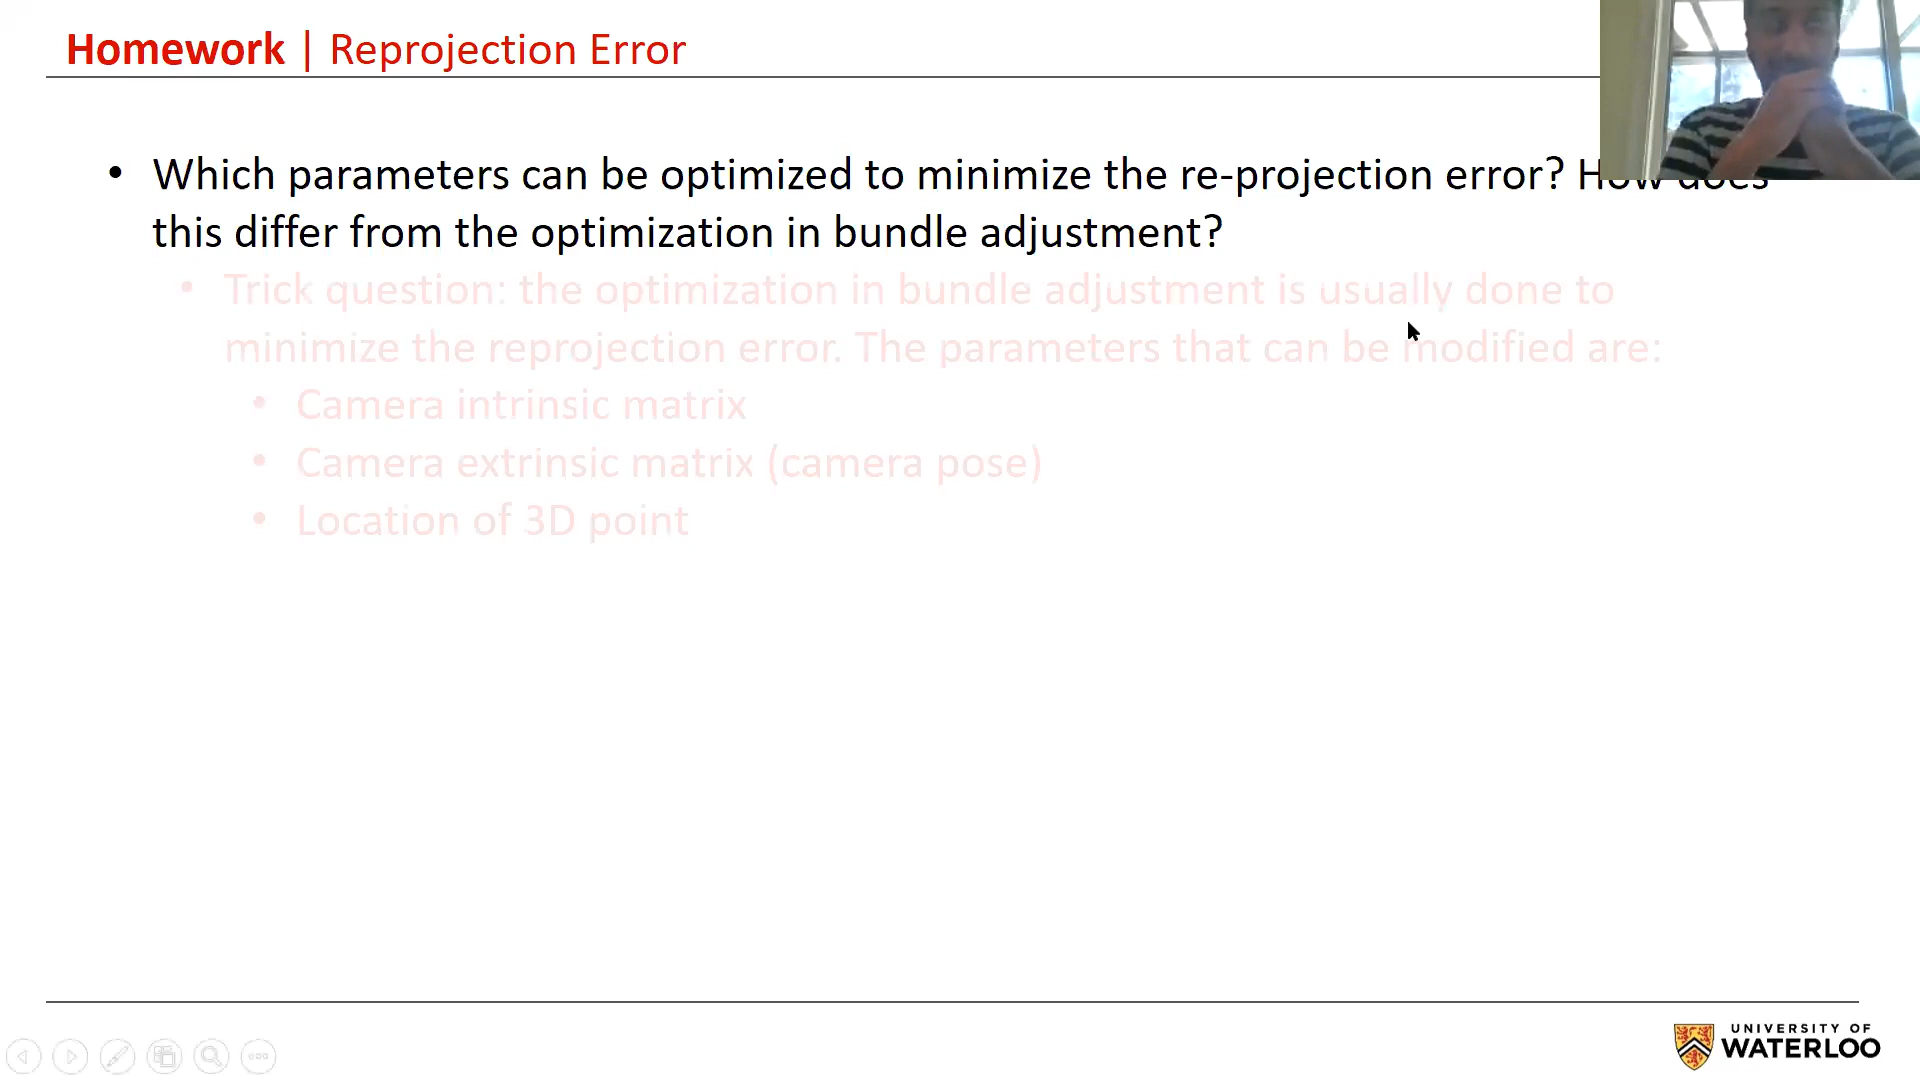 Homework | Reprojection Error
• Which parameters can be optimized to minimize the re-projection error? How does
this differ from the optimization in bundle adjustment?
• Trick question: the optimization in bundle adjustment is usually done to
minimize the reprojection error. The parameters that can be modified are:
• Camera intrinsic matrix
• Camera extrinsic matrix (camera pose)
• Location of 3D point
UNIVERSITY OF
WATERLOO